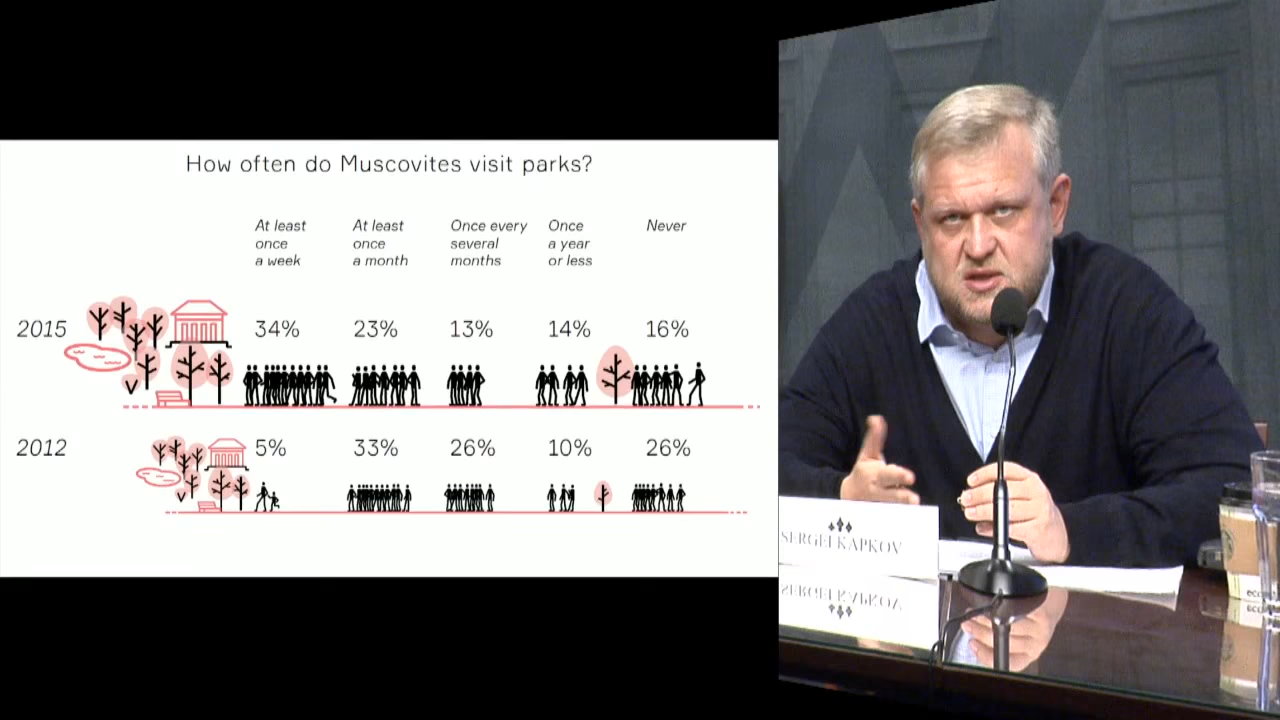 How often do Muscovites visit parks?
At least once a week
At least once a month
Once every several months
Once a year or less
Never
2015
34%
23%
13%
14%
16%
2012
5%
33%
26%
10%
26%
SERGEI KAPKOV
eco